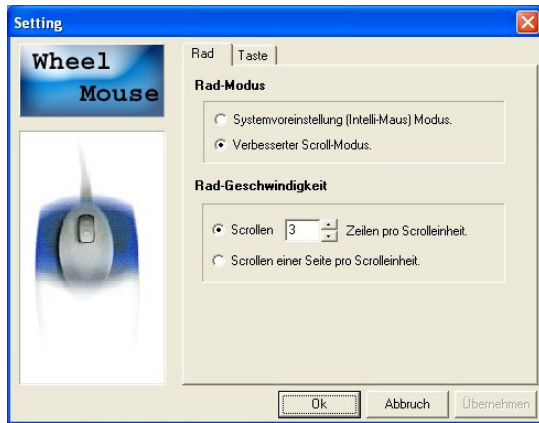 Setting
Wheel
Mouse
Rad
Taste
Rad-Modus
Systemvoreinstellung (Intelli-Maus) Modus.
Verbesserter Scroll-Modus.
Rad-Geschwindigkeit
Scrollen 3 Zeilen pro Scrolleinheit.
Scrollen einer Seite pro Scrolleinheit.
Ok
Abbruch
Übernehmen